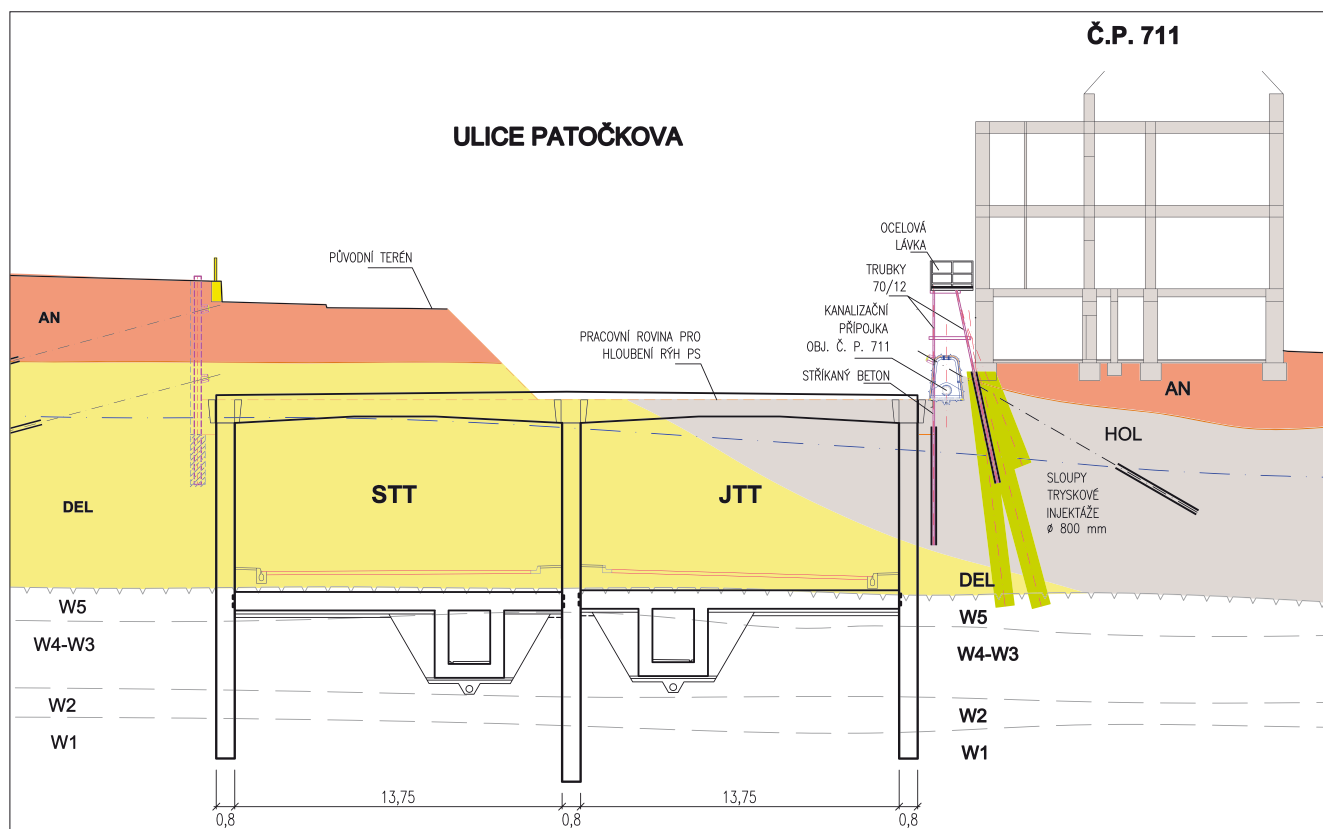 Č.P. 711
ULICE PATOČKOVA
OCELOVÁ
LÁVKA
PŮVODNÍ TERÉN
TRUBKY
70/12
KANALIZAČNÍ
PŘÍPOJKA
OBJ. Č. P. 711
AN
PRACOVNÍ ROVINA PRO
HLOUBENÍ RÝH PS
STŘÍKANÝ BETON
AN
HOL
STT
JTT
SLOUPY
TRYSKOVÉ
INJEKTÁŽE
Ø 800 mm
DEL
DEL
W5
W5
W4-W3
W4-W3
W2
W2
W1
W1
13,75
13,75
0,8
0,8
0,8